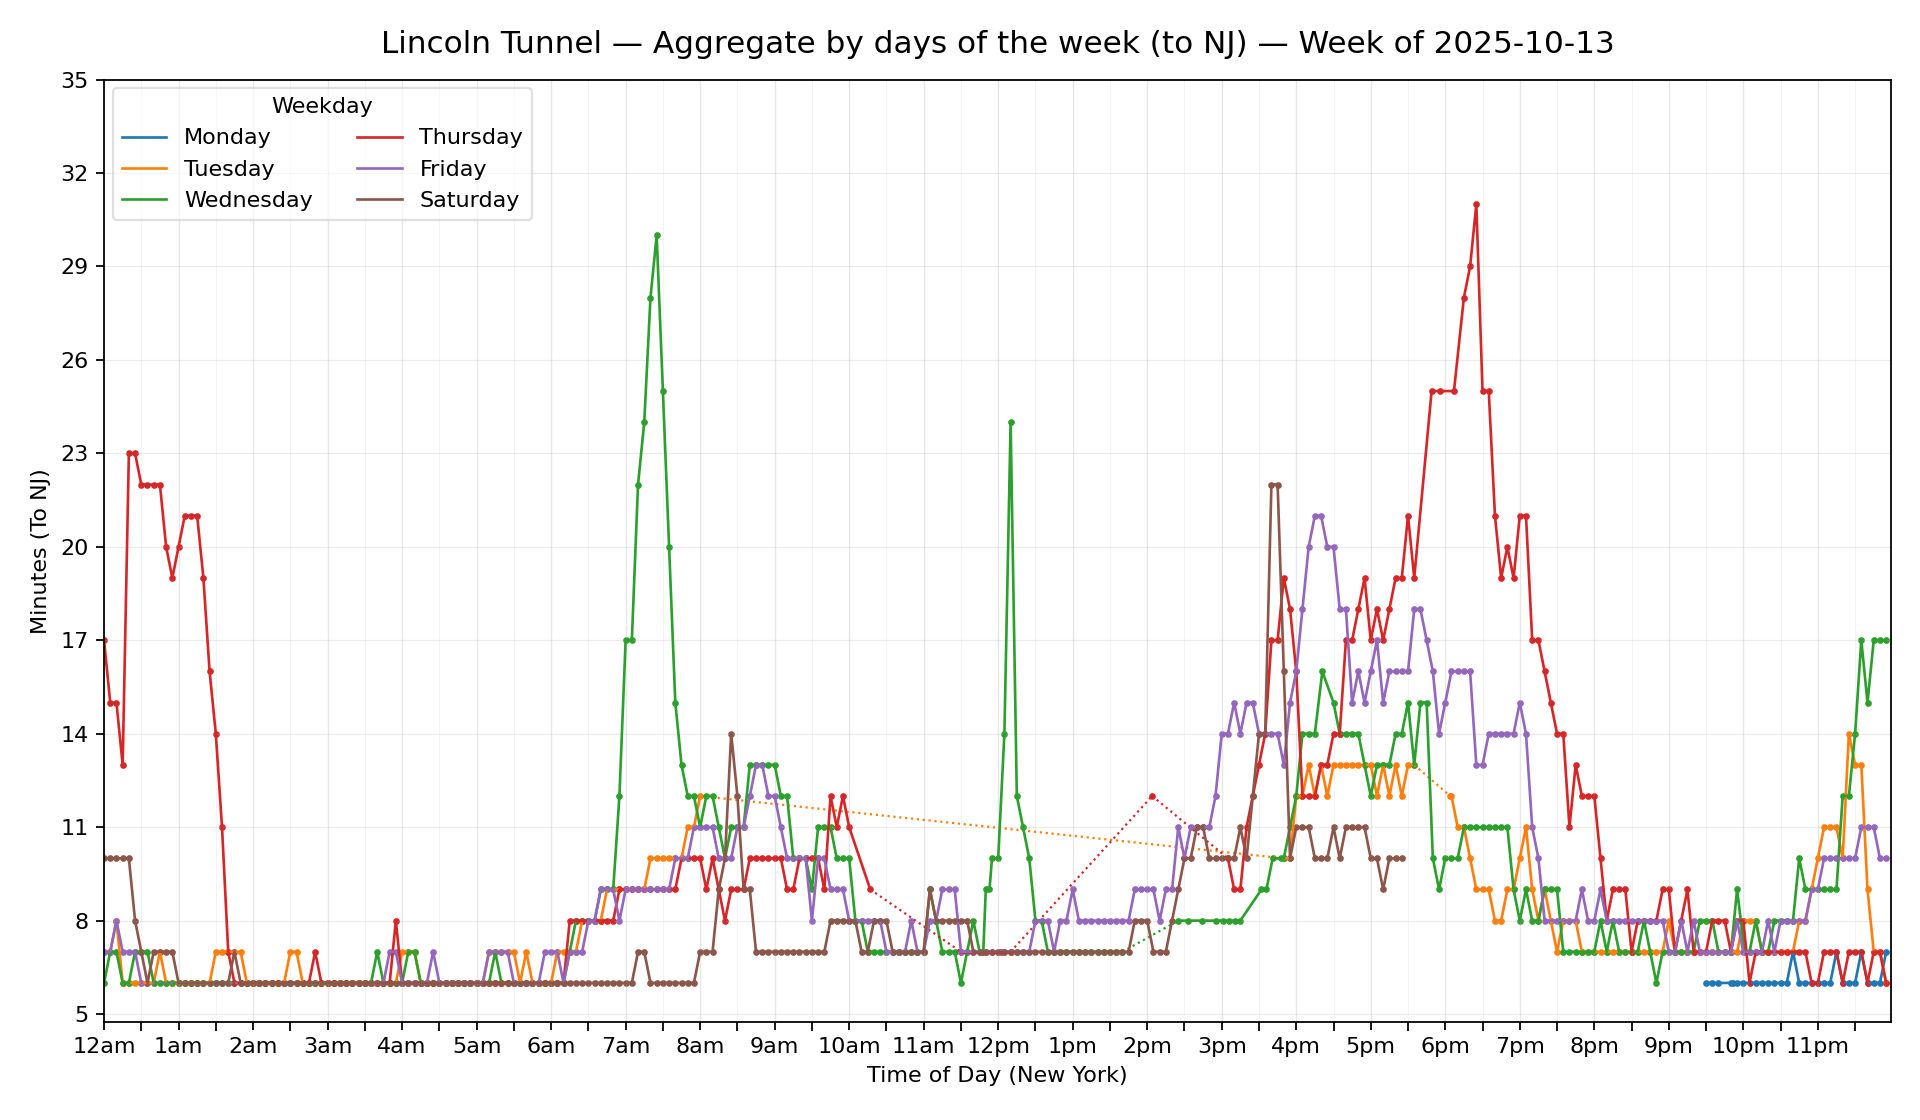 Lincoln Tunnel — Aggregate by days of the week (to NJ) — Week of 2025-10-13
Weekday
Monday
Tuesday
Wednesday
Thursday
Friday
Saturday
Minutes (To NJ)
35
32
29
26
23
20
17
14
11
8
5
12am 1am 2am 3am 4am 5am 6am 7am 8am 9am 10am 11am 12pm 1pm 2pm 3pm 4pm 5pm 6pm 7pm 8pm 9pm 10pm 11pm
Time of Day (New York)